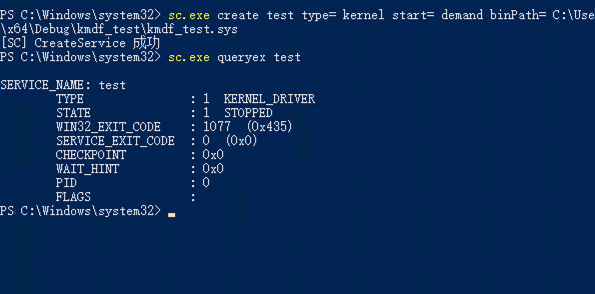 PS C:\Windows\system32> sc.exe create test type= kernel start= demand binPath= C:\Use
\x64\Debug\kmdf_test\kmdf_test.sys
[SC] CreateService 成功
PS C:\Windows\system32> sc.exe queryex test
SERVICE_NAME: test
TYPE : 1 KERNEL_DRIVER
STATE : 1 STOPPED
WIN32_EXIT_CODE : 1077 (0x435)
SERVICE_EXIT_CODE : 0 (0x0)
CHECKPOINT : 0x0
WAIT_HINT : 0x0
PID : 0
FLAGS :
PS C:\Windows\system32>